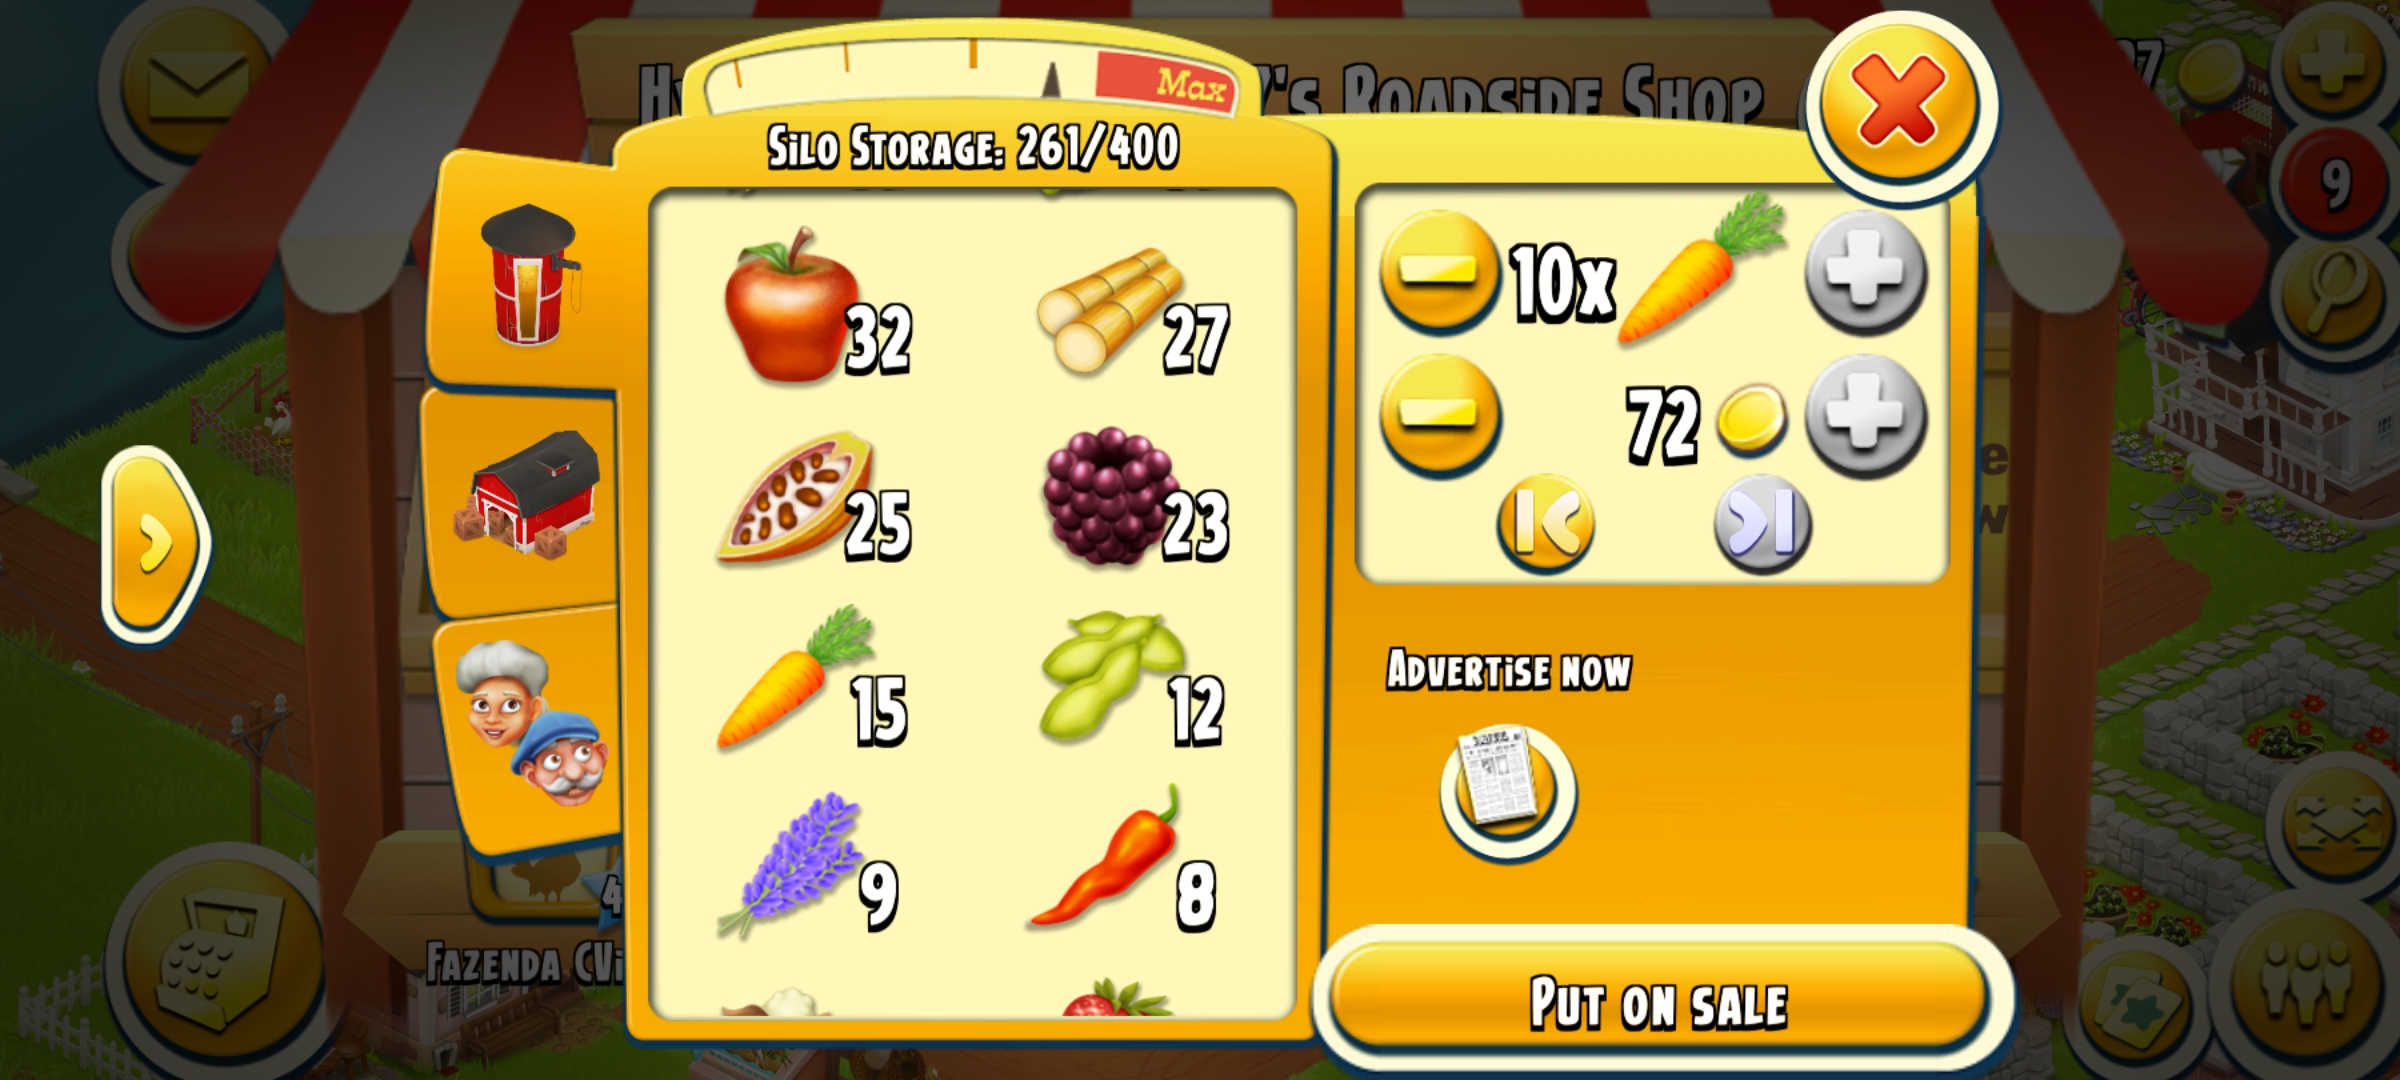 's Roadside Shop
Max
Silo Storage: 261/400
9
32
27
10x
25
23
72
15
12
Advertise now
9
8
Fazenda
Put on sale